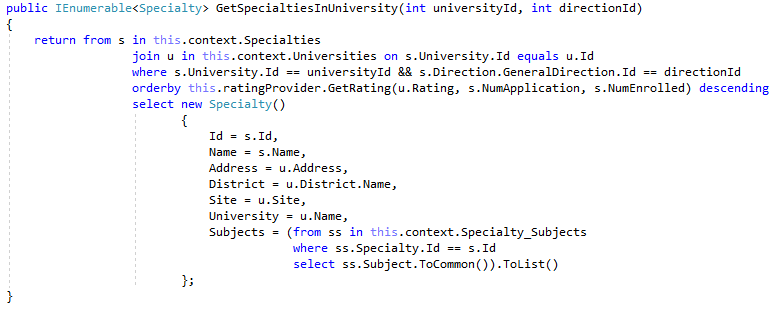 public IEnumerable<Specialty> GetSpecialtiesInUniversity(int universityId, int directionId)
{
    return from s in this.context.Specialties
                  join u in this.context.Universities on s.University.Id equals u.Id
                  where s.University.Id == universityId && s.Direction.GeneralDirection.Id == directionId
                  orderby this.ratingProvider.GetRating(u.Rating, s.NumApplication, s.NumEnrolled) descending
                  select new Specialty()
                         {
                             Id = s.Id,
                             Name = s.Name,
                             Address = u.Address,
                             District = u.District.Name,
                             Site = u.Site,
                             University = u.Name,
                             Subjects = (from ss in this.context.Specialty_Subjects
                                         where ss.Specialty.Id == s.Id
                                         select ss.Subject.ToCommon()).ToList()
                         };
}